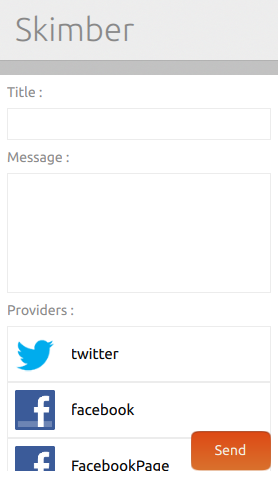 Skimber
Title :
Message :
Providers :
twitter
facebook
FacebookPage
Send